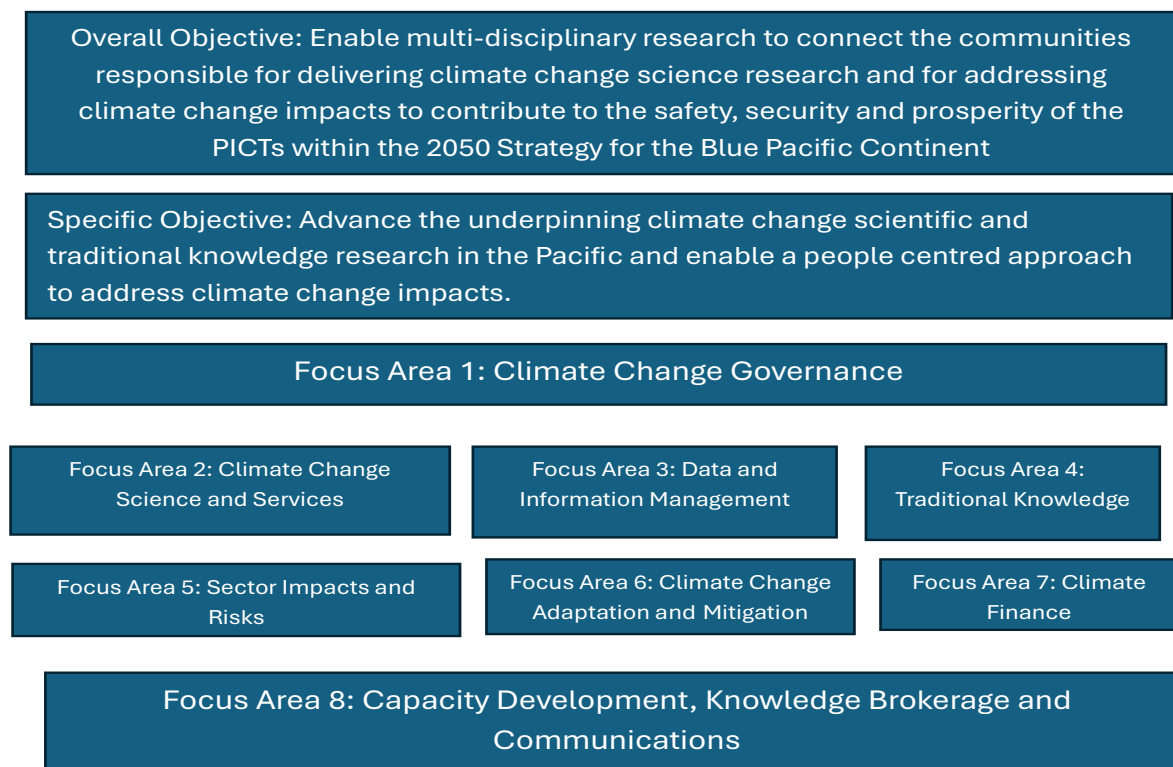 Overall Objective: Enable multi-disciplinary research to connect the communities
responsible for delivering climate change science research and for addressing
climate change impacts to contribute to the safety, security and prosperity of the
PICTs within the 2050 Strategy for the Blue Pacific Continent
Specific Objective: Advance the underpinning climate change scientific and
traditional knowledge research in the Pacific and enable a people centred approach
to address climate change impacts.
Focus Area 1: Climate Change Governance
Focus Area 2: Climate Change
Science and Services
Focus Area 3: Data and
Information Management
Focus Area 4:
Traditional Knowledge
Focus Area 5: Sector Impacts and
Risks
Focus Area 6: Climate Change
Adaptation and Mitigation
Focus Area 7: Climate
Finance
Focus Area 8: Capacity Development, Knowledge Brokerage and
Communications